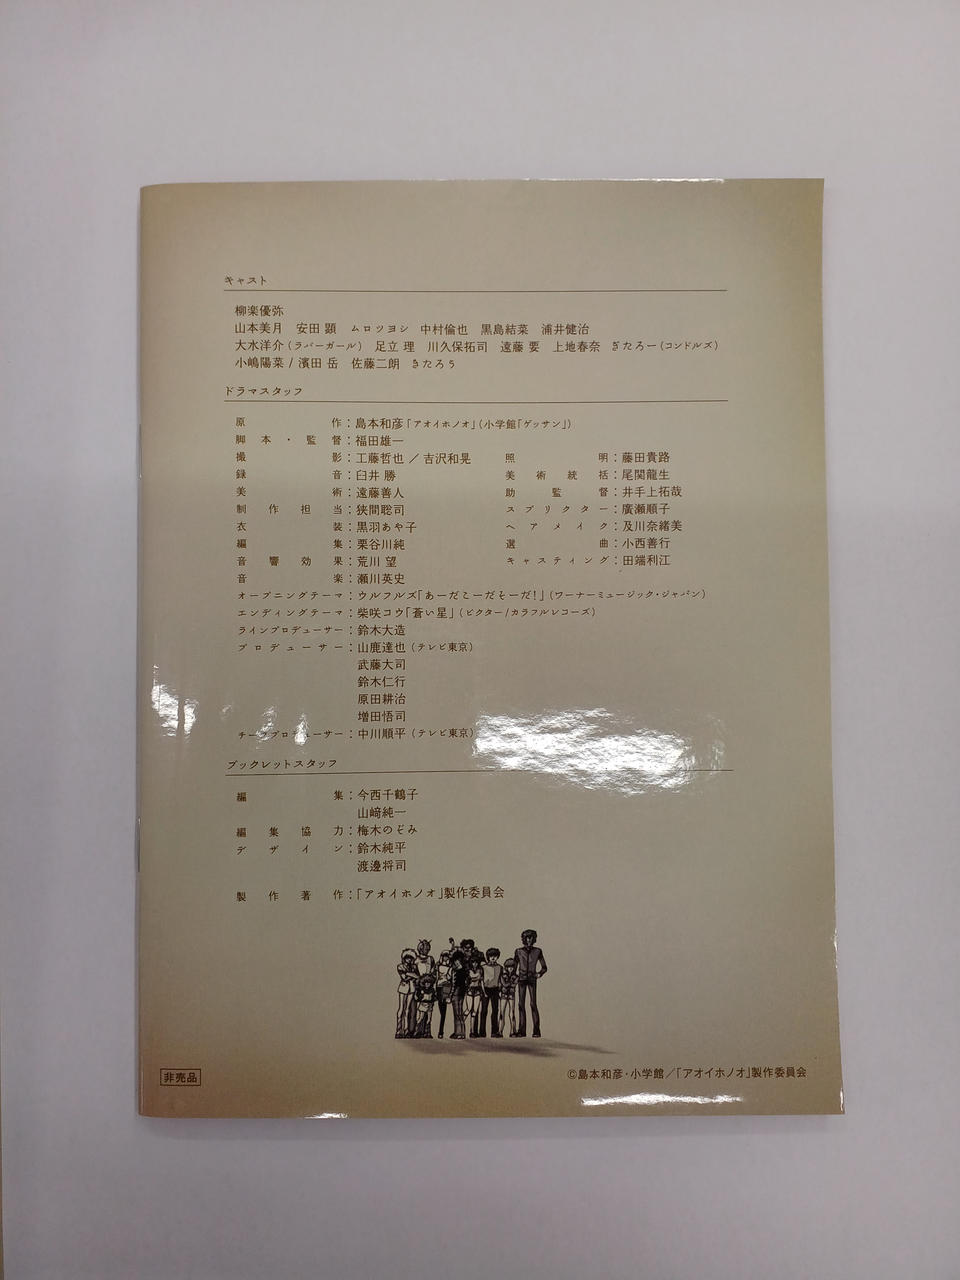 キャスト
柳楽優弥
山本美月 安田 顕 ムロツヨシ 中村倫也 黒島結菜 浦井健治
大水洋介(ラバーガール) 足立 理 川久保拓司 遠藤 要 上地春奈 ぎたろー(コンドルズ)
小嶋陽菜 / 濱田 岳 佐藤二朗 きたろう
ドラマスタッフ
原作:島本和彦「アオイホノオ」(小学館「ゲッサン」)
脚本・監督:福田雄一
撮影:工藤哲也 / 吉沢和晃 照明:藤田貴路
録音:臼井 勝 美術統括:尾関龍生
美術:遠藤善人 助監督:井手上拓哉
制作担当:狭間聡司 スプリクター:廣瀬順子
衣装:黒羽あや子 ヘアメイク:及川奈緒美
編集:栗谷川純 選曲:小西善行
音響効果:荒川 望 キャスティング:田端利江
音楽:瀬川英史
オープニングテーマ:ウルフルズ「あーだこーだそーだ!」(ワーナーミュージック・ジャパン)
エンディングテーマ:柴咲コウ「蒼い星」(ビクター/カラフルレコーズ)
ラインプロデューサー:鈴木大造
プロデューサー:山鹿達也(テレビ東京)
武藤大司
鈴木仁行
原田耕治
増田悟司
チーフプロデューサー:中川順平(テレビ東京)
ブックレットスタッフ
編集:今西千鶴子
山﨑純一
編集協力:梅木のぞみ
デザイン:鈴木純平
渡邊将司
製作著作:「アオイホノオ」製作委員会
非売品
©島本和彦・小学館/「アオイホノオ」製作委員会